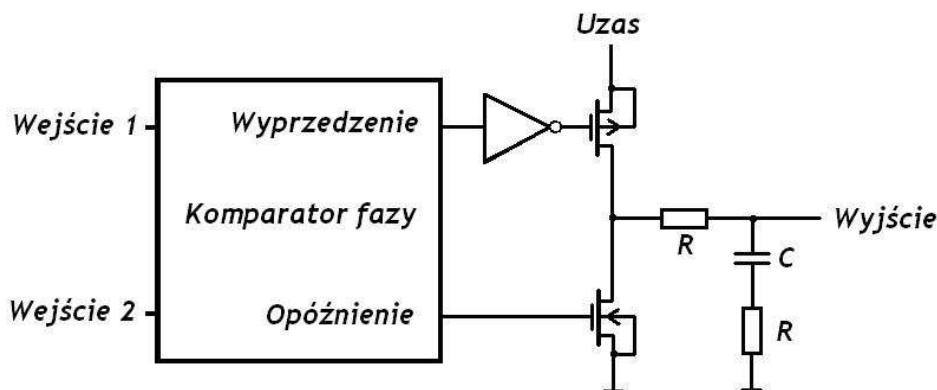 Uzas
Wejście 1
Wyprzedzenie
Komparator fazy
Wyjście
R
C
Wejście 2
Opóźnienie
R